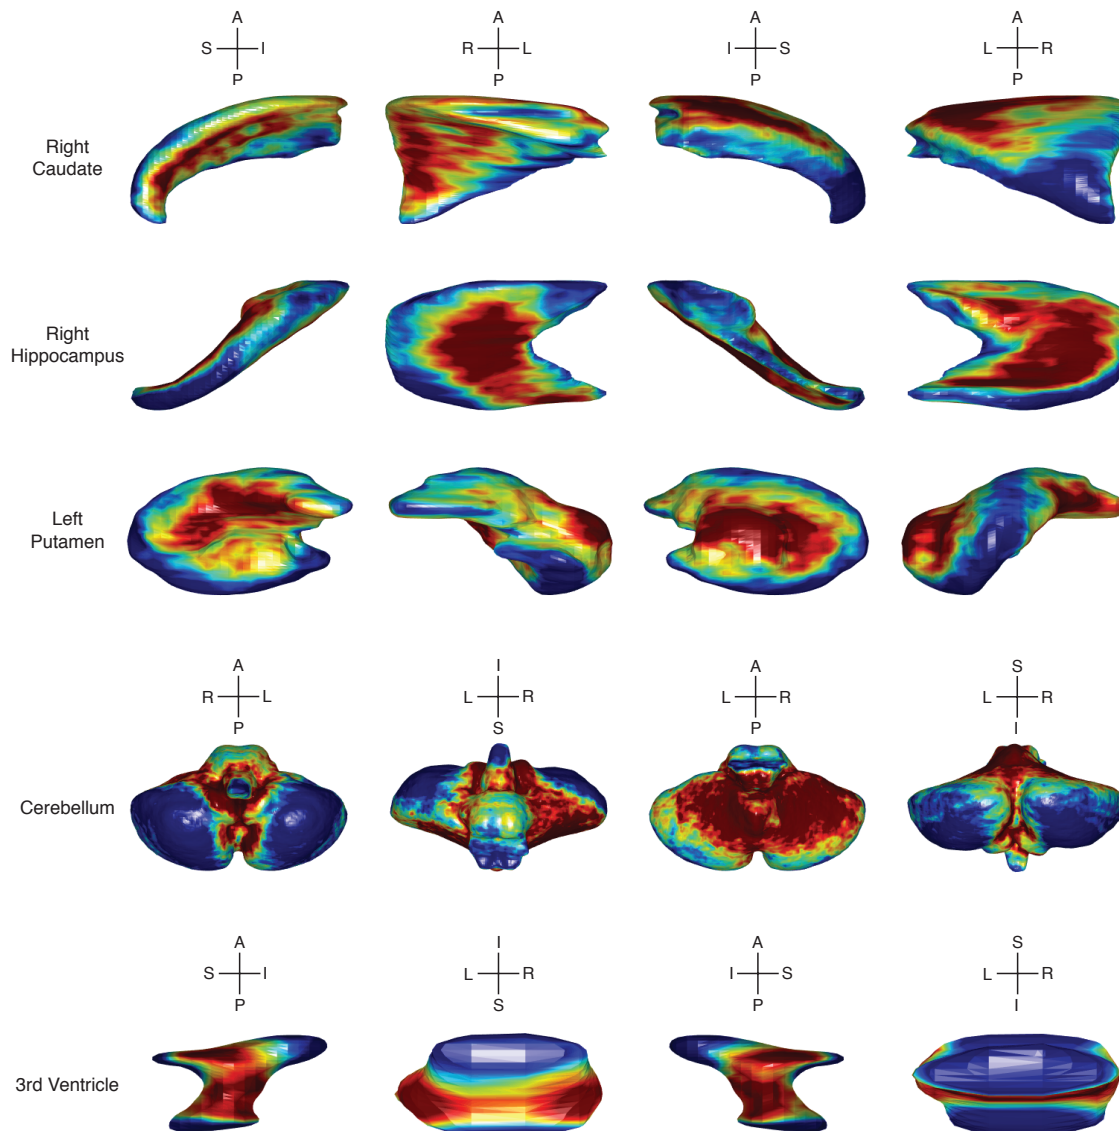 A A A A
S I R L I S L R
P P P P
Right
Caudate
Right
Hippocampus
Left
Putamen
A I A S
R L L R L R L R
P S P I
Cerebellum
A I A S
S I L R I S L R
P S P I
3rd Ventricle